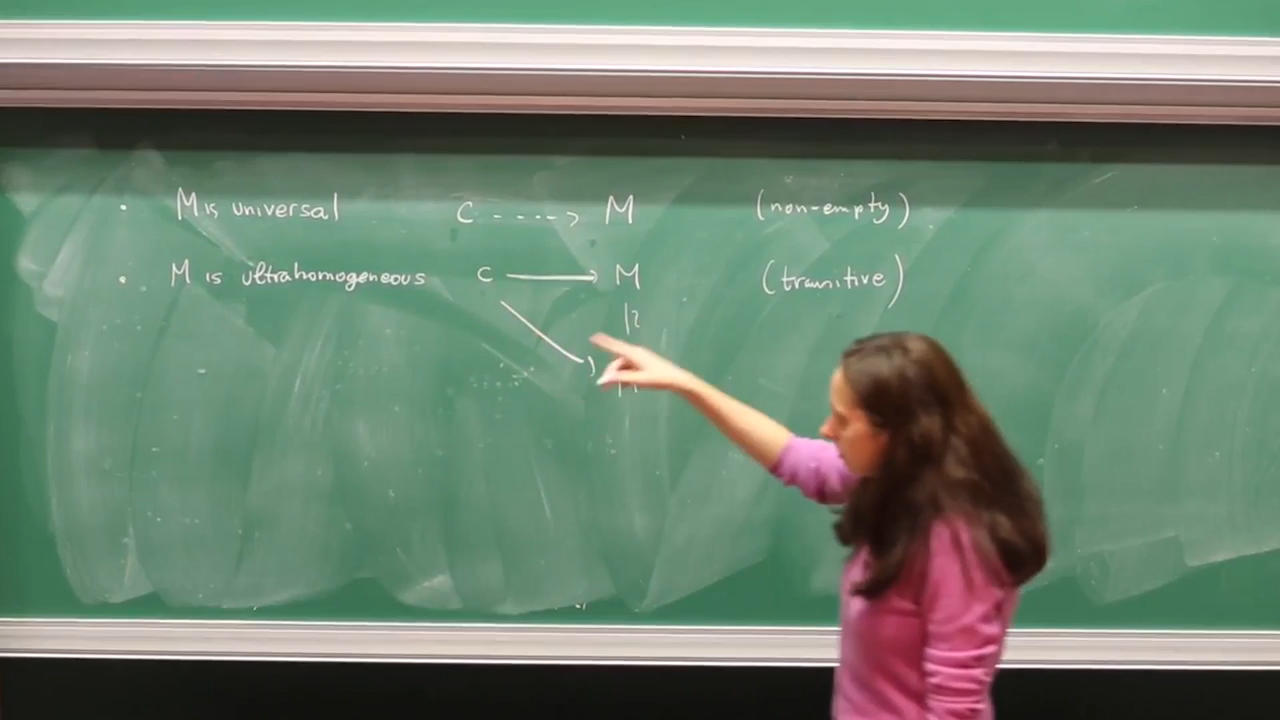 · M is universal C ----> M (non-empty)
· M is ultrahomogeneous C ⟶ M (transitive)
≀